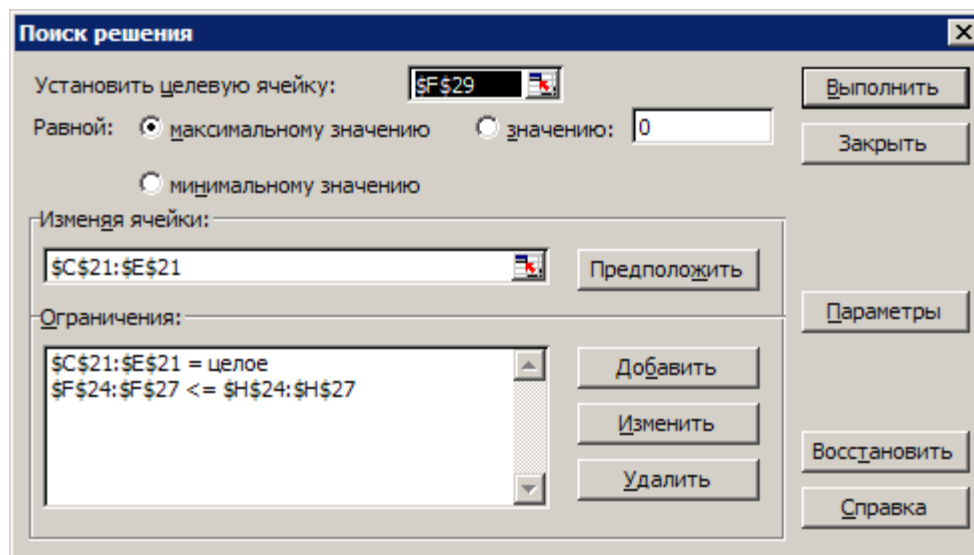 Поиск решения
Установить целевую ячейку: $F$29
Выполнить
Равной: максимальному значению значению: 0
Закрыть
минимальному значению
Изменяя ячейки:
$C$21:$E$21
Предположить
Параметры
Ограничения:
$C$21:$E$21 = целое
$F$24:$F$27 <= $H$24:$H$27
Добавить
Изменить
Удалить
Восстановить
Справка